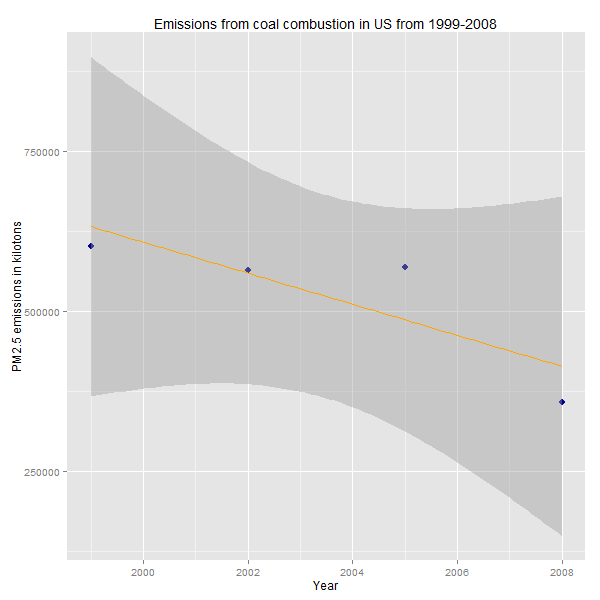 Emissions from coal combustion in US from 1999-2008
PM2.5 emissions in kilotons
750000
500000
250000
2000 2002 2004 2006 2008
Year